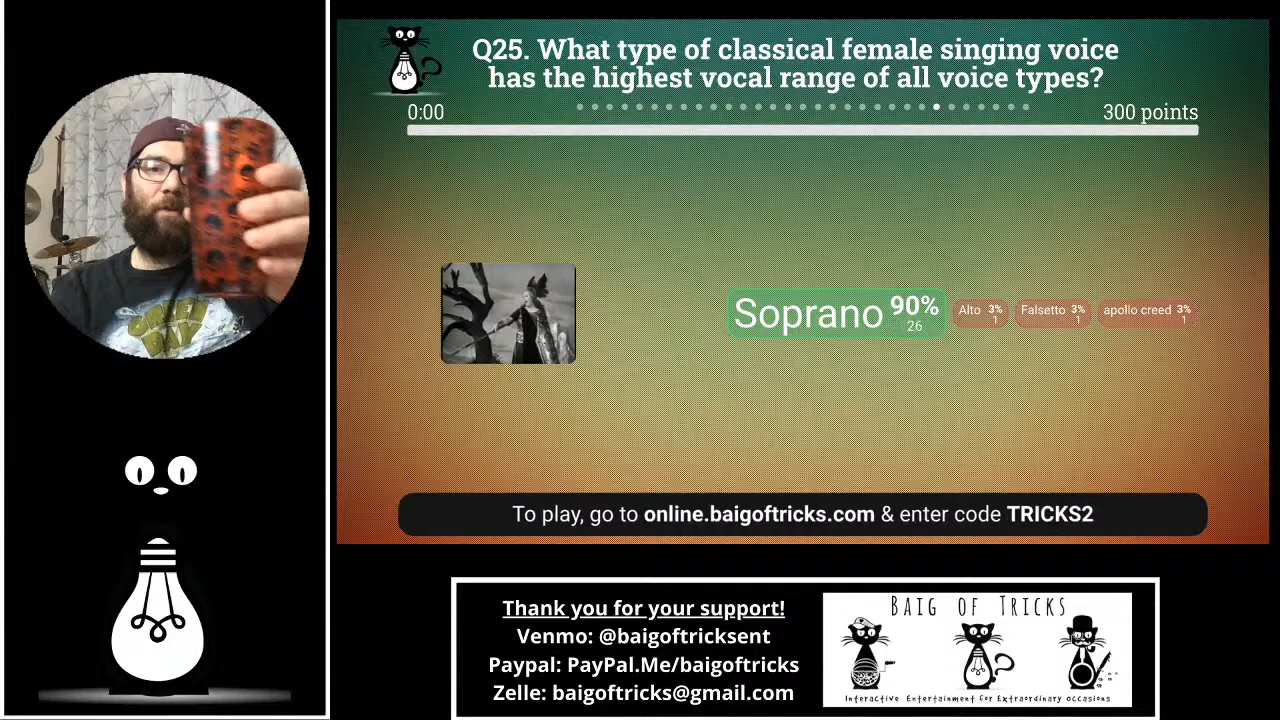 Q25. What type of classical female singing voice
has the highest vocal range of all voice types?
0:00
300 points
Soprano 90%
26
Alto 3%
1
Falsetto 3%
1
apollo creed 3%
1
To play, go to online.baigoftricks.com & enter code TRICKS2
Thank you for your support!
Venmo: @baigoftricksent
Paypal: PayPal.Me/baigoftricks
Zelle: baigoftricks@gmail.com
BAIG OF TRICKS
Interactive Entertainment for Extraordinary occasions